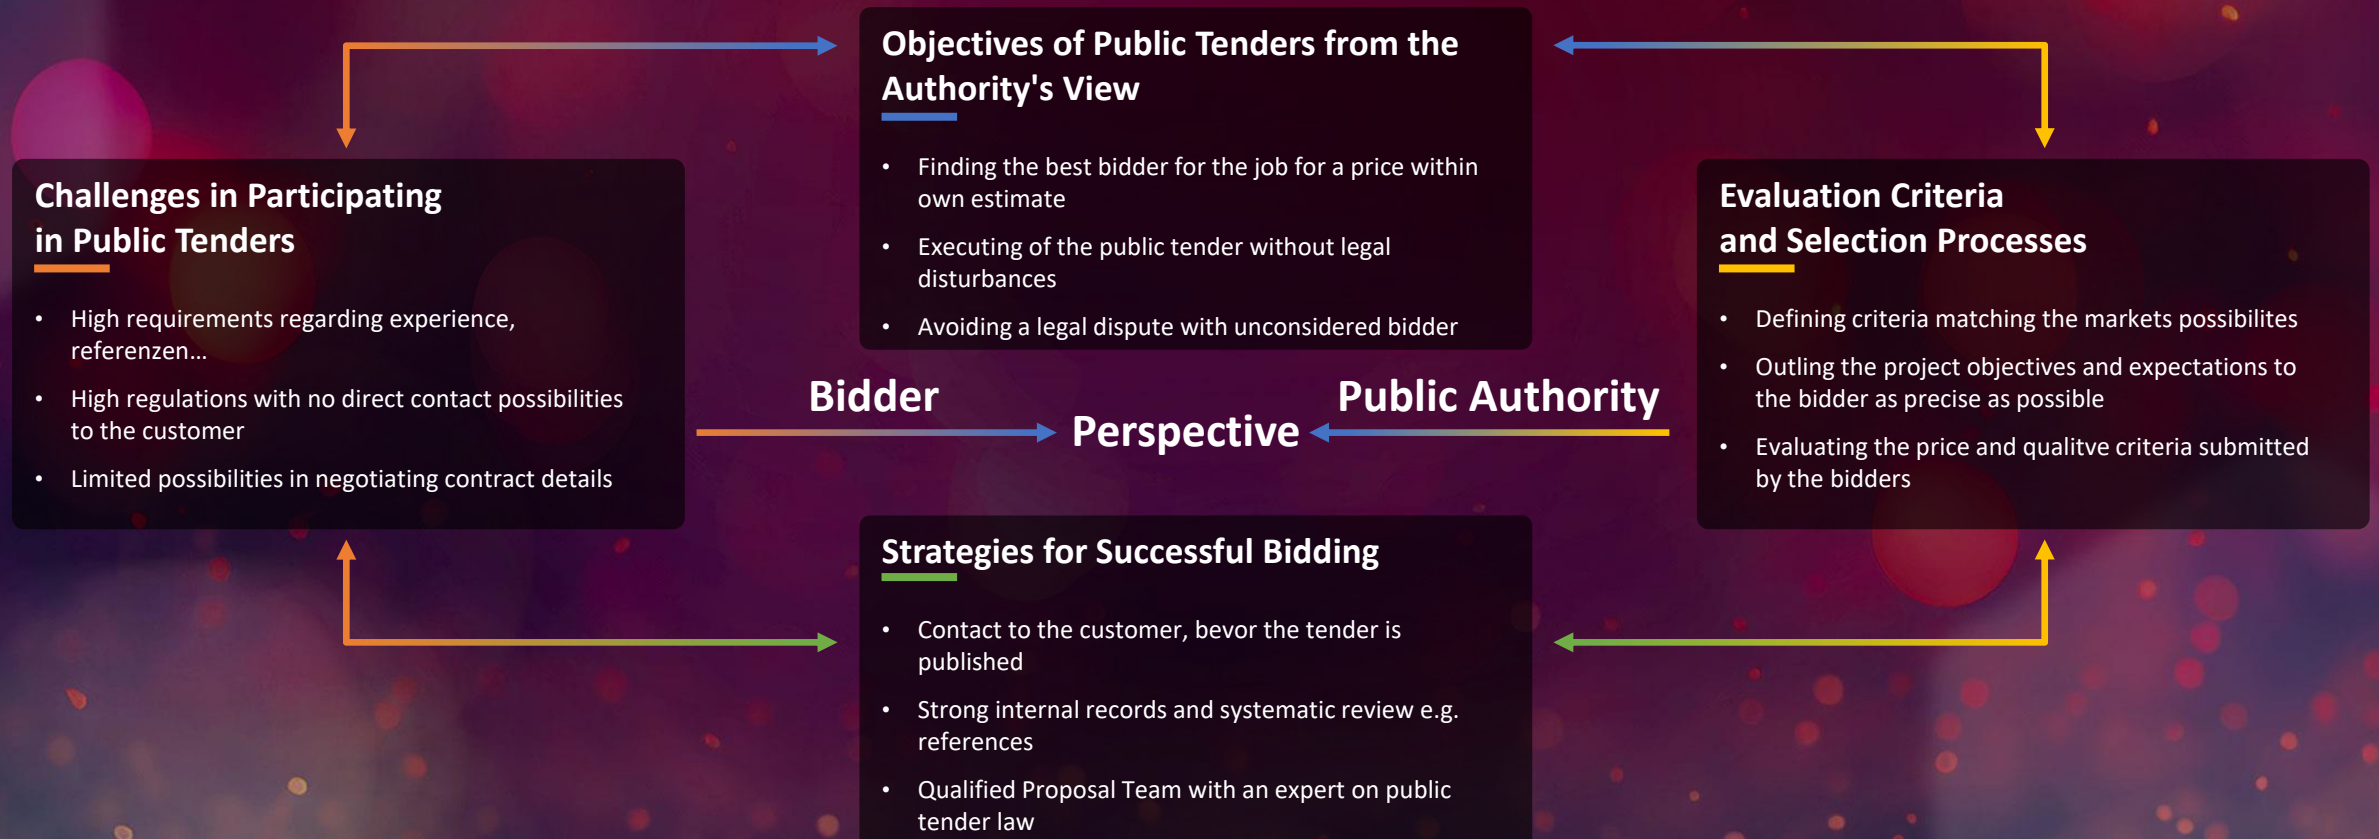 Objectives of Public Tenders from the
Authority's View
• Finding the best bidder for the job for a price within
own estimate
• Executing of the public tender without legal
disturbances
• Avoiding a legal dispute with unconsidered bidder
Challenges in Participating
in Public Tenders
• High requirements regarding experience,
referenzen...
• High regulations with no direct contact possibilities
to the customer
• Limited possibilities in negotiating contract details
Bidder
Perspective
Public Authority
Evaluation Criteria
and Selection Processes
• Defining criteria matching the markets possibilites
• Outling the project objectives and expectations to
the bidder as precise as possible
• Evaluating the price and qualitve criteria submitted
by the bidders
Strategies for Successful Bidding
• Contact to the customer, bevor the tender is
published
• Strong internal records and systematic review e.g.
references
• Qualified Proposal Team with an expert on public
tender law